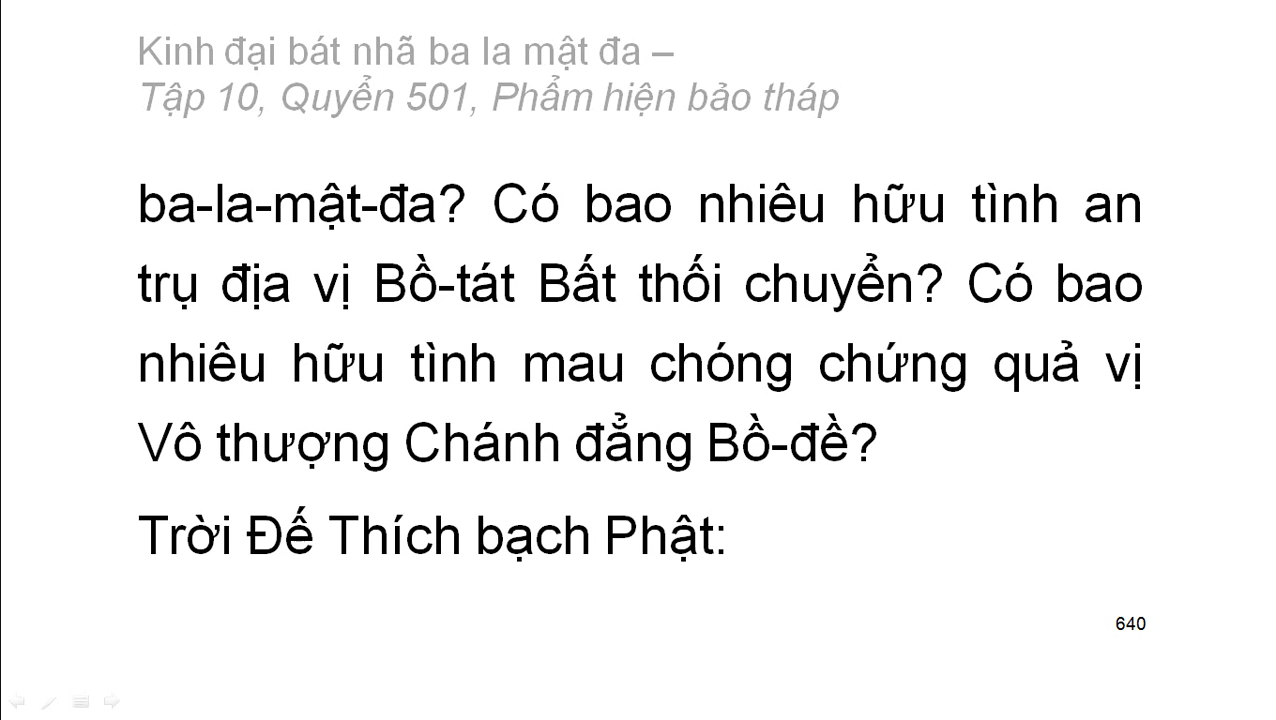 Kinh đại bát nhã ba la mật đa –
Tập 10, Quyển 501, Phẩm hiện bảo tháp
ba-la-mật-đa? Có bao nhiêu hữu tình an
trụ địa vị Bồ-tát Bất thối chuyển? Có bao
nhiêu hữu tình mau chóng chứng quả vị
Vô thượng Chánh đẳng Bồ-đề?
Trời Đế Thích bạch Phật:
640